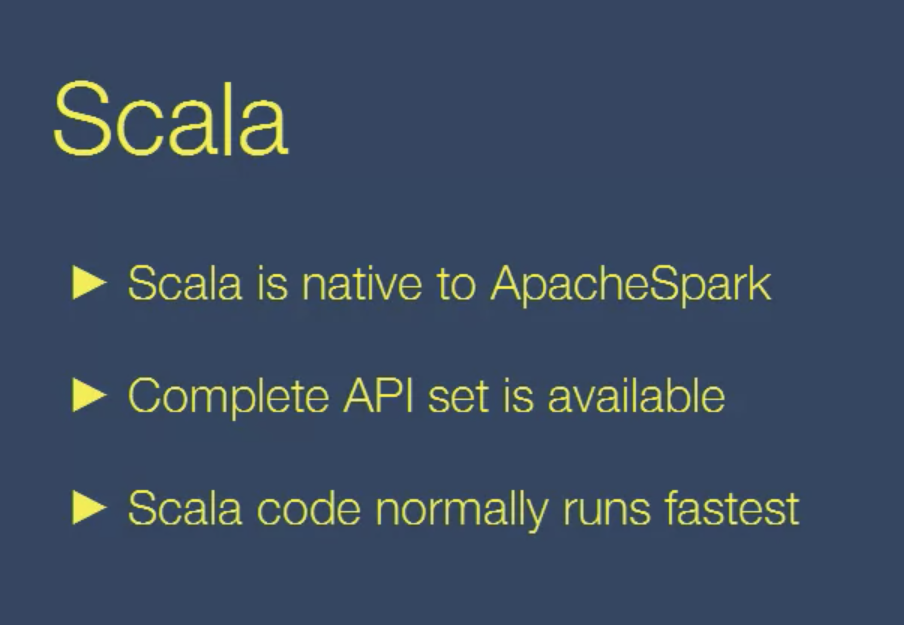 Scala
► Scala is native to ApacheSpark
► Complete API set is available
► Scala code normally runs fastest